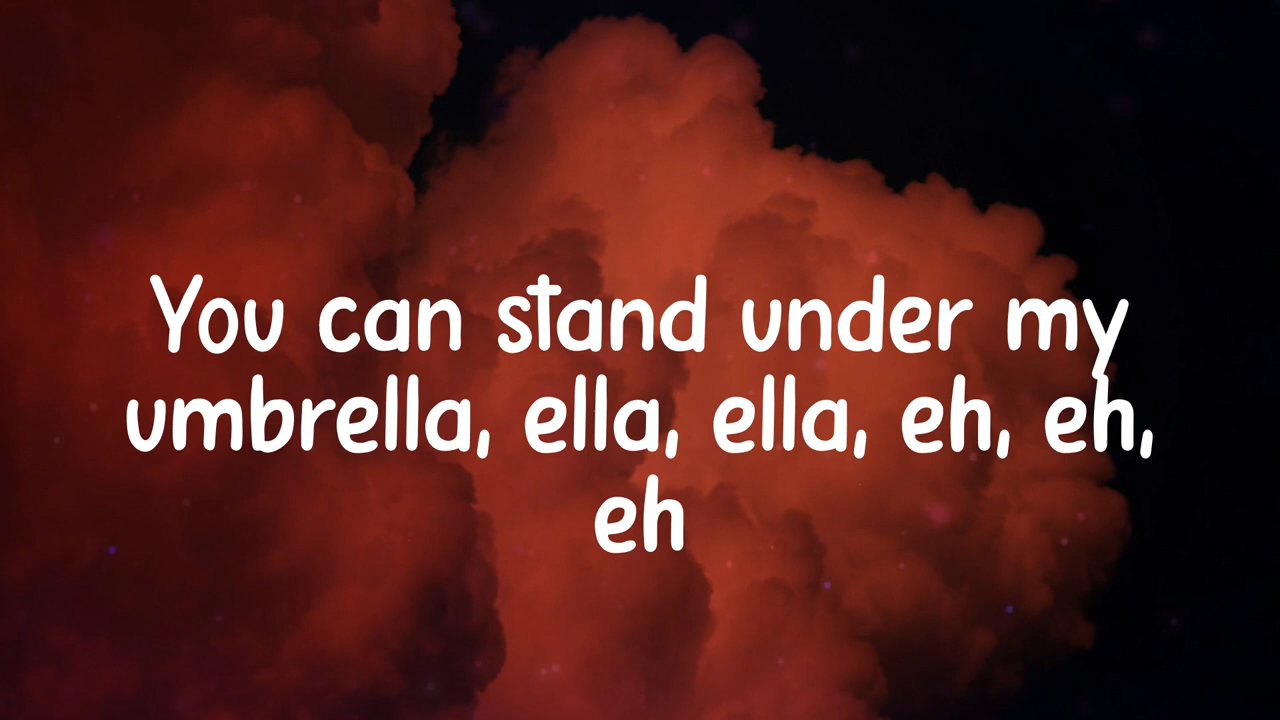 You can stand under my
umbrella, ella, ella, eh, eh,
eh